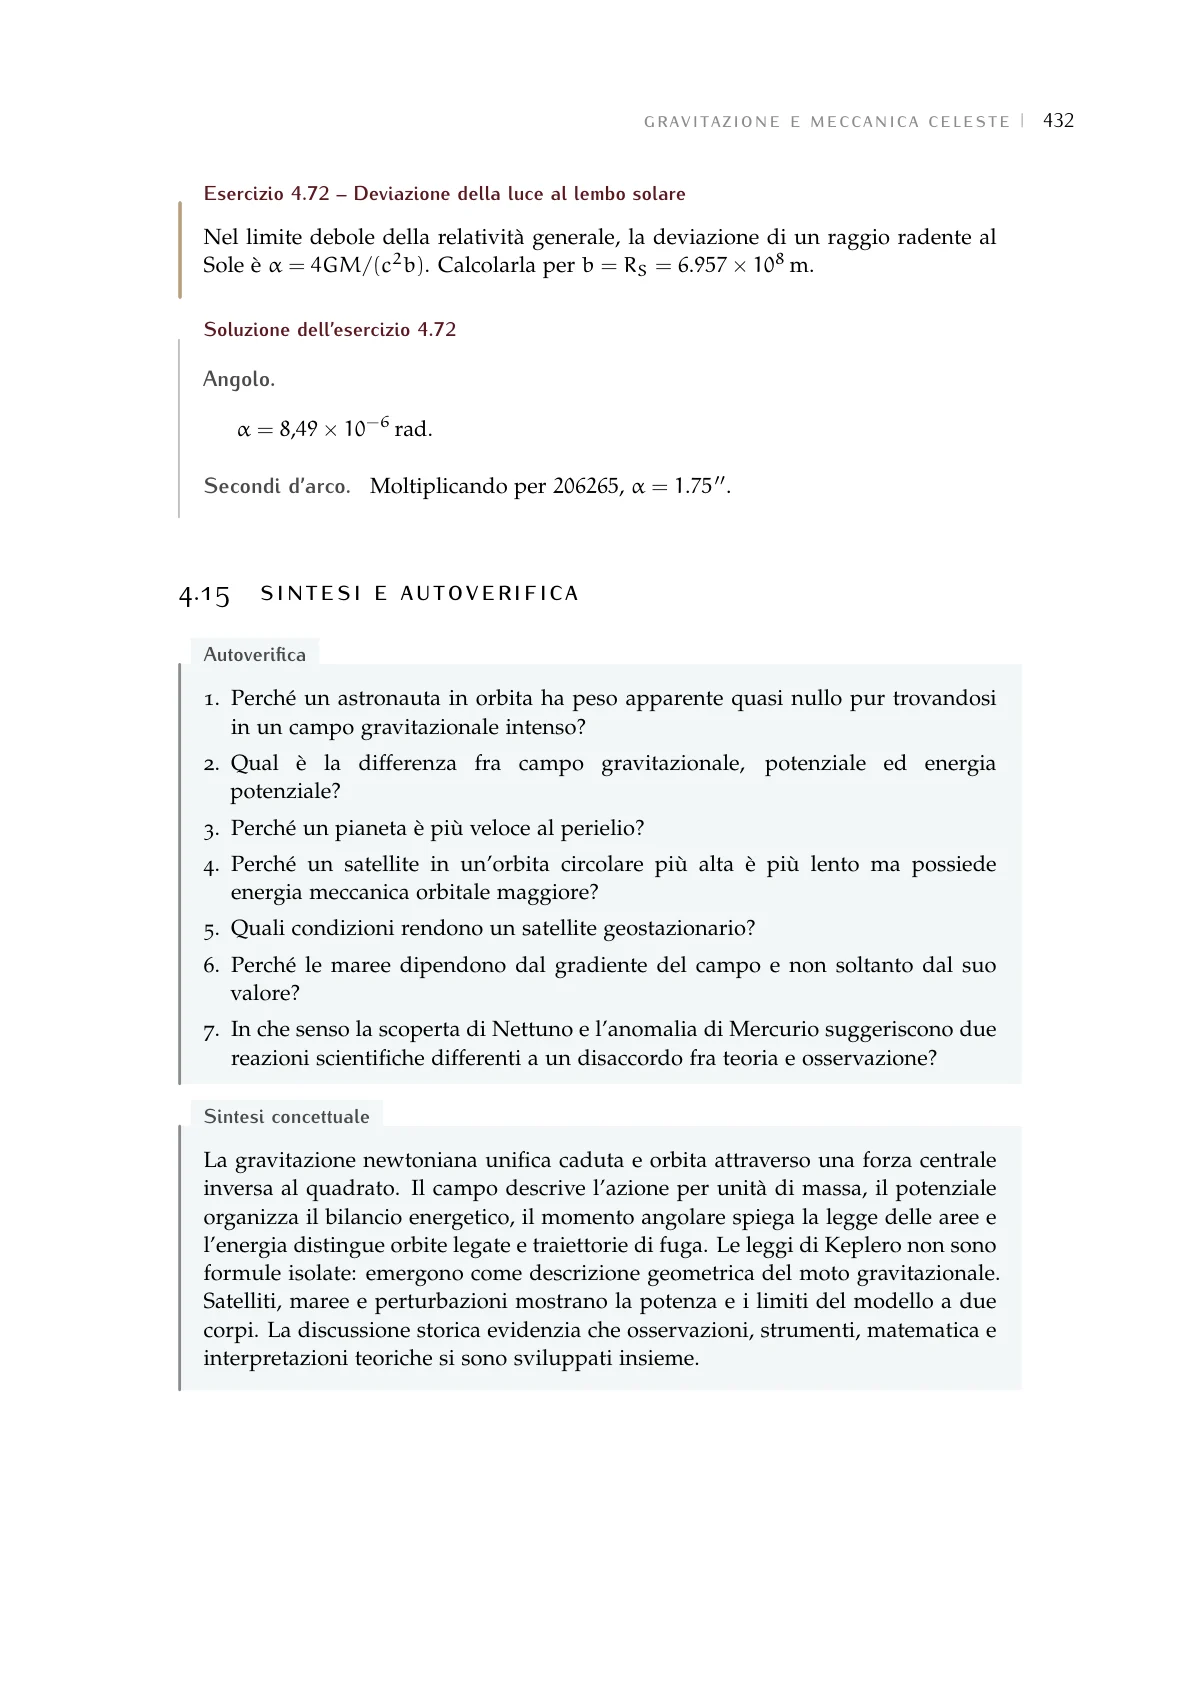 GRAVITAZIONE E MECCANICA CELESTE | 432
Esercizio 4.72 – Deviazione della luce al lembo solare
Nel limite debole della relatività generale, la deviazione di un raggio radente al
Sole è α = 4GM/(c²b). Calcolarla per b = R_S = 6.957 × 10⁸ m.
Soluzione dell'esercizio 4.72
Angolo.
α = 8,49 × 10⁻⁶ rad.
Secondi d'arco. Moltiplicando per 206265, α = 1.75″.
4.15 SINTESI E AUTOVERIFICA
Autoverifica
1. Perché un astronauta in orbita ha peso apparente quasi nullo pur trovandosi
in un campo gravitazionale intenso?
2. Qual è la differenza fra campo gravitazionale, potenziale ed energia
potenziale?
3. Perché un pianeta è più veloce al perielio?
4. Perché un satellite in un'orbita circolare più alta è più lento ma possiede
energia meccanica orbitale maggiore?
5. Quali condizioni rendono un satellite geostazionario?
6. Perché le maree dipendono dal gradiente del campo e non soltanto dal suo
valore?
7. In che senso la scoperta di Nettuno e l'anomalia di Mercurio suggeriscono due
reazioni scientifiche differenti a un disaccordo fra teoria e osservazione?
Sintesi concettuale
La gravitazione newtoniana unifica caduta e orbita attraverso una forza centrale
inversa al quadrato. Il campo descrive l'azione per unità di massa, il potenziale
organizza il bilancio energetico, il momento angolare spiega la legge delle aree e
l'energia distingue orbite legate e traiettorie di fuga. Le leggi di Keplero non sono
formule isolate: emergono come descrizione geometrica del moto gravitazionale.
Satelliti, maree e perturbazioni mostrano la potenza e i limiti del modello a due
corpi. La discussione storica evidenzia che osservazioni, strumenti, matematica e
interpretazioni teoriche si sono sviluppati insieme.